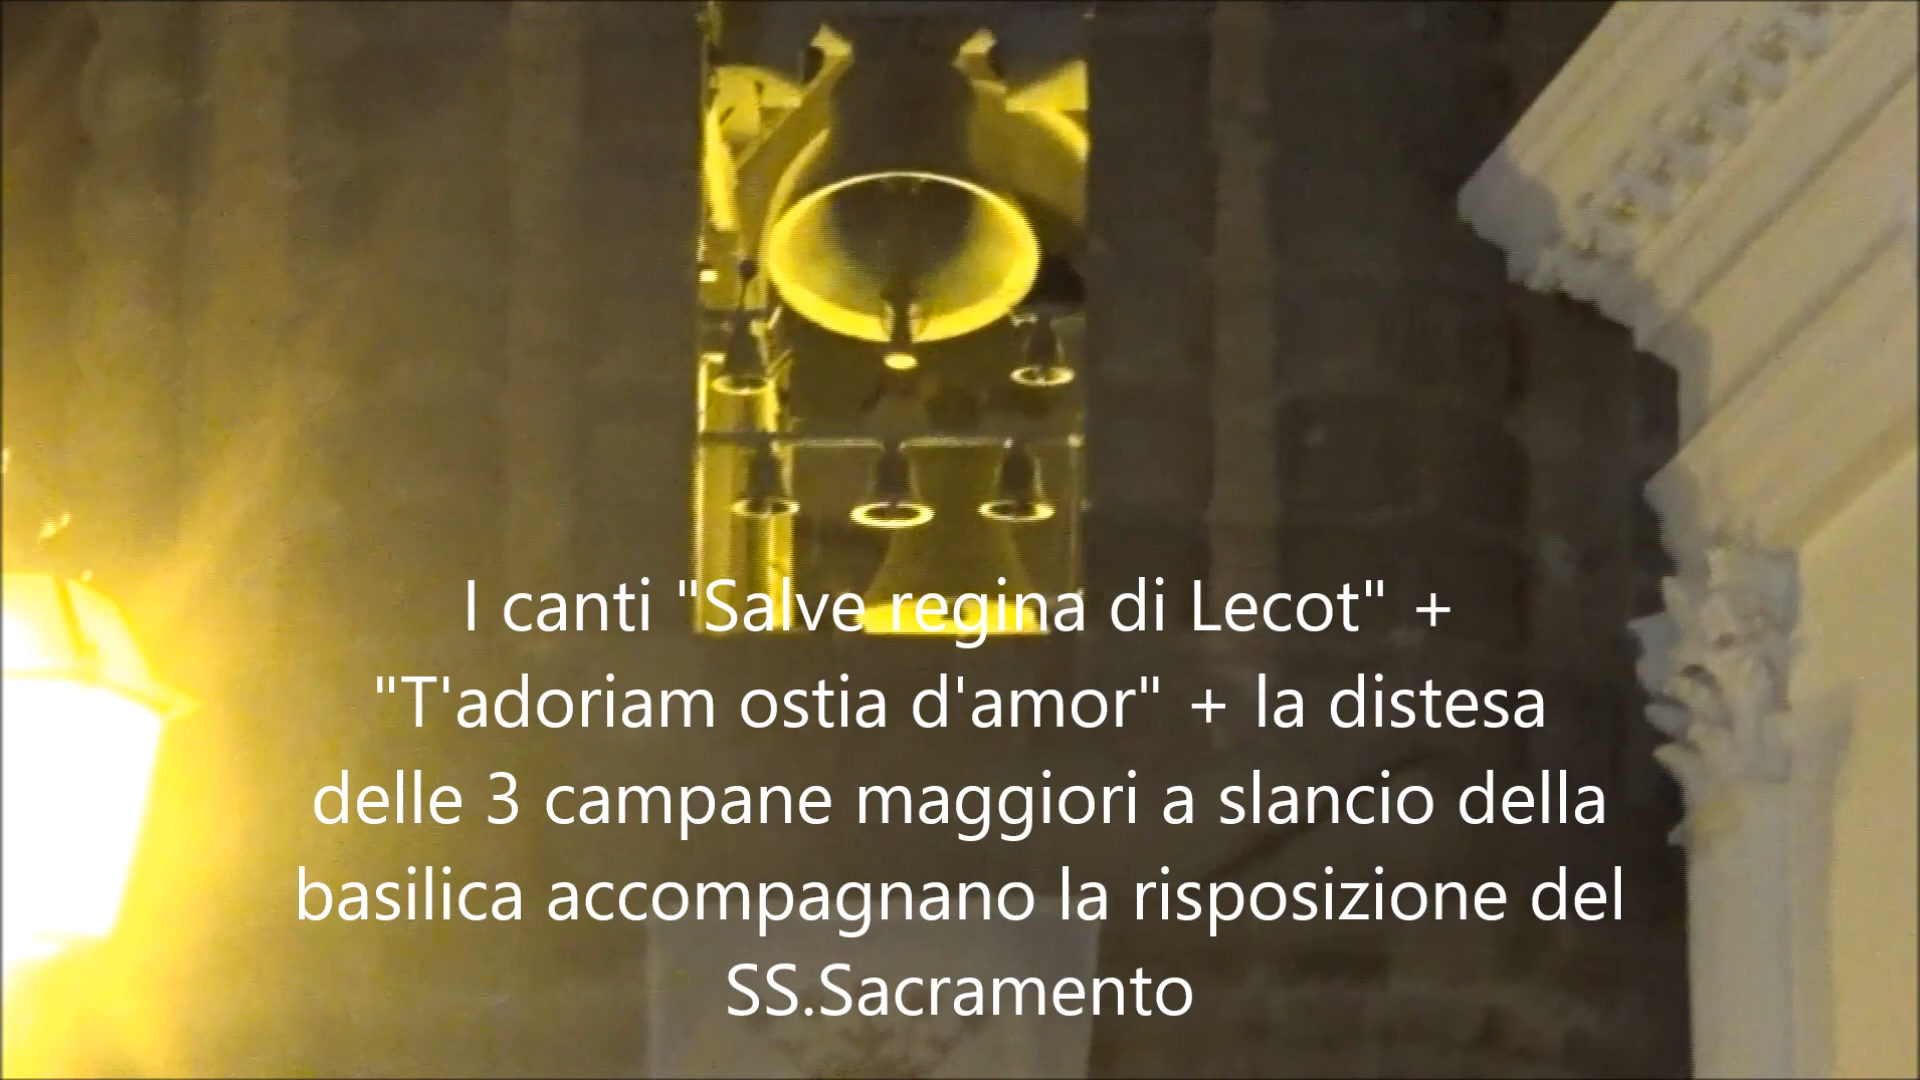 I canti "Salve regina di Lecot" +
"T'adoriam ostia d'amor" + la distesa
delle 3 campane maggiori a slancio della
basilica accompagnano la risposizione del
SS.Sacramento